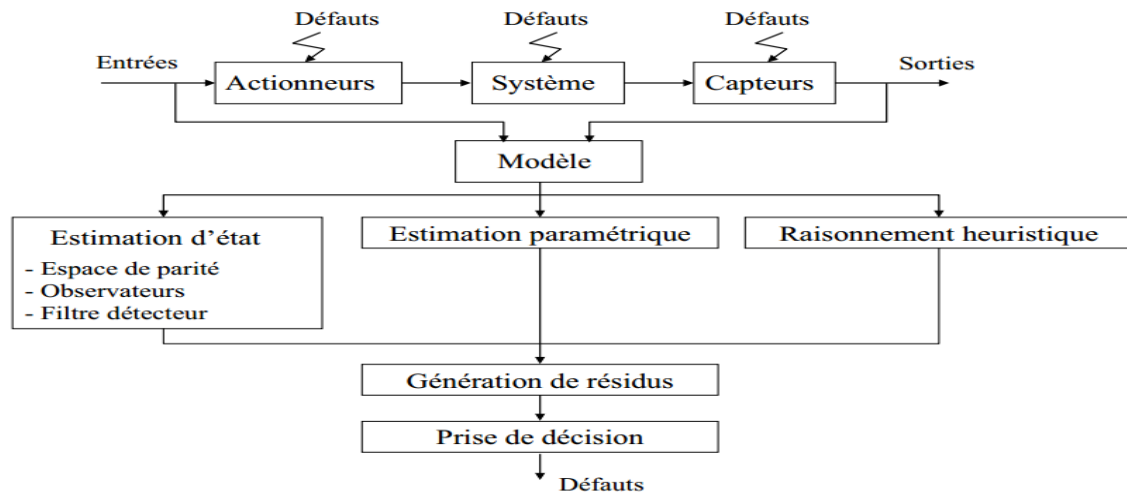 Défauts
Défauts
Défauts
Entrées
Actionneurs
Système
Capteurs
Sorties
Modèle
Estimation d'état
- Espace de parité
- Observateurs
- Filtre détecteur
Estimation paramétrique
Raisonnement heuristique
Génération de résidus
Prise de décision
Défauts